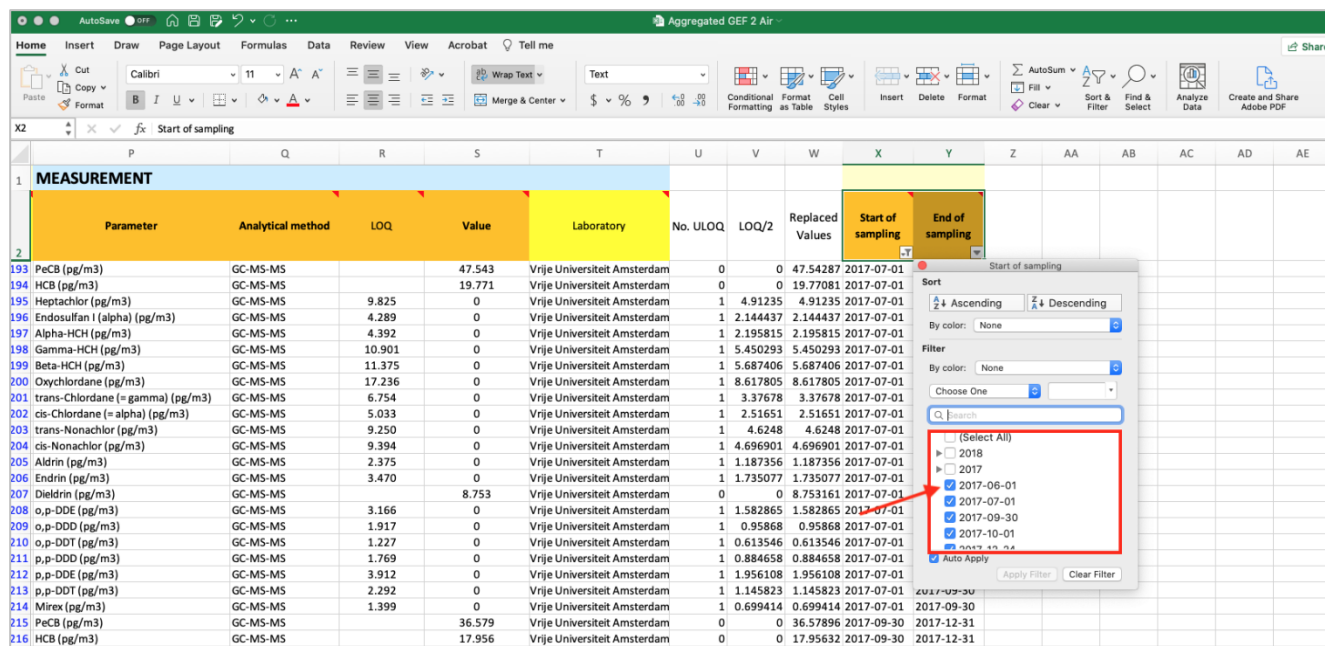 AutoSave OFF Aggregated GEF 2 Air
Home Insert Draw Page Layout Formulas Data Review View Acrobat Tell me Share
Paste Cut Copy Format Calibri 11 Wrap Text Merge & Center Text Conditional Formatting Format as Table Cell Styles Insert Delete Format AutoSum Fill Clear Sort & Filter Find & Select Analyze Data Create and Share Adobe PDF
X2 fx Start of sampling
P Q R S T U V W X Y Z AA AB AC AD AE
1 MEASUREMENT
2 Parameter Analytical method LOQ Value Laboratory No. ULOQ LOQ/2 Replaced Values Start of sampling End of sampling
193 PeCB (pg/m3) GC-MS-MS 47.543 Vrije Universiteit Amsterdam 0 0 47.54287 2017-07-01
194 HCB (pg/m3) GC-MS-MS 19.771 Vrije Universiteit Amsterdam 0 0 19.77081 2017-07-01
195 Heptachlor (pg/m3) GC-MS-MS 9.825 0 Vrije Universiteit Amsterdam 1 4.91235 4.91235 2017-07-01
196 Endosulfan I (alpha) (pg/m3) GC-MS-MS 4.289 0 Vrije Universiteit Amsterdam 1 2.144437 2.144437 2017-07-01
197 Alpha-HCH (pg/m3) GC-MS-MS 4.392 0 Vrije Universiteit Amsterdam 1 2.195815 2.195815 2017-07-01
198 Gamma-HCH (pg/m3) GC-MS-MS 10.901 0 Vrije Universiteit Amsterdam 1 5.450293 5.450293 2017-07-01
199 Beta-HCH (pg/m3) GC-MS-MS 11.375 0 Vrije Universiteit Amsterdam 1 5.687406 5.687406 2017-07-01
200 Oxychlordane (pg/m3) GC-MS-MS 17.236 0 Vrije Universiteit Amsterdam 1 8.617805 8.617805 2017-07-01
201 trans-Chlordane (= gamma) (pg/m3) GC-MS-MS 6.754 0 Vrije Universiteit Amsterdam 1 3.37678 3.37678 2017-07-01
202 cis-Chlordane (= alpha) (pg/m3) GC-MS-MS 5.033 0 Vrije Universiteit Amsterdam 1 2.51651 2.51651 2017-07-01
203 trans-Nonachlor (pg/m3) GC-MS-MS 9.250 0 Vrije Universiteit Amsterdam 1 4.6248 4.6248 2017-07-01
204 cis-Nonachlor (pg/m3) GC-MS-MS 9.394 0 Vrije Universiteit Amsterdam 1 4.696901 4.696901 2017-07-01
205 Aldrin (pg/m3) GC-MS-MS 2.375 0 Vrije Universiteit Amsterdam 1 1.187356 1.187356 2017-07-01
206 Endrin (pg/m3) GC-MS-MS 3.470 0 Vrije Universiteit Amsterdam 1 1.735077 1.735077 2017-07-01
207 Dieldrin (pg/m3) GC-MS-MS 8.753 Vrije Universiteit Amsterdam 0 0 8.753161 2017-07-01
208 o,p-DDE (pg/m3) GC-MS-MS 3.166 0 Vrije Universiteit Amsterdam 1 1.582865 1.582865 2017-07-01
209 o,p-DDD (pg/m3) GC-MS-MS 1.917 0 Vrije Universiteit Amsterdam 1 0.95868 0.95868 2017-07-01
210 o,p-DDT (pg/m3) GC-MS-MS 1.227 0 Vrije Universiteit Amsterdam 1 0.613546 0.613546 2017-07-01
211 p,p-DDD (pg/m3) GC-MS-MS 1.769 0 Vrije Universiteit Amsterdam 1 0.884658 0.884658 2017-07-01
212 p,p-DDE (pg/m3) GC-MS-MS 3.912 0 Vrije Universiteit Amsterdam 1 1.956108 1.956108 2017-07-01
213 p,p-DDT (pg/m3) GC-MS-MS 2.292 0 Vrije Universiteit Amsterdam 1 1.145823 1.145823 2017-07-01 2017-09-30
214 Mirex (pg/m3) GC-MS-MS 1.399 0 Vrije Universiteit Amsterdam 1 0.699414 0.699414 2017-07-01 2017-09-30
215 PeCB (pg/m3) GC-MS-MS 36.579 Vrije Universiteit Amsterdam 0 0 36.57896 2017-09-30 2017-12-31
216 HCB (pg/m3) GC-MS-MS 17.956 Vrije Universiteit Amsterdam 0 0 17.95632 2017-09-30 2017-12-31
Start of sampling
Sort
Ascending Descending
By color: None
Filter
By color: None
Choose One
Search
(Select All)
2018
2017
2017-06-01
2017-07-01
2017-09-30
2017-10-01
2017-12-24
Auto Apply
Apply Filter Clear Filter